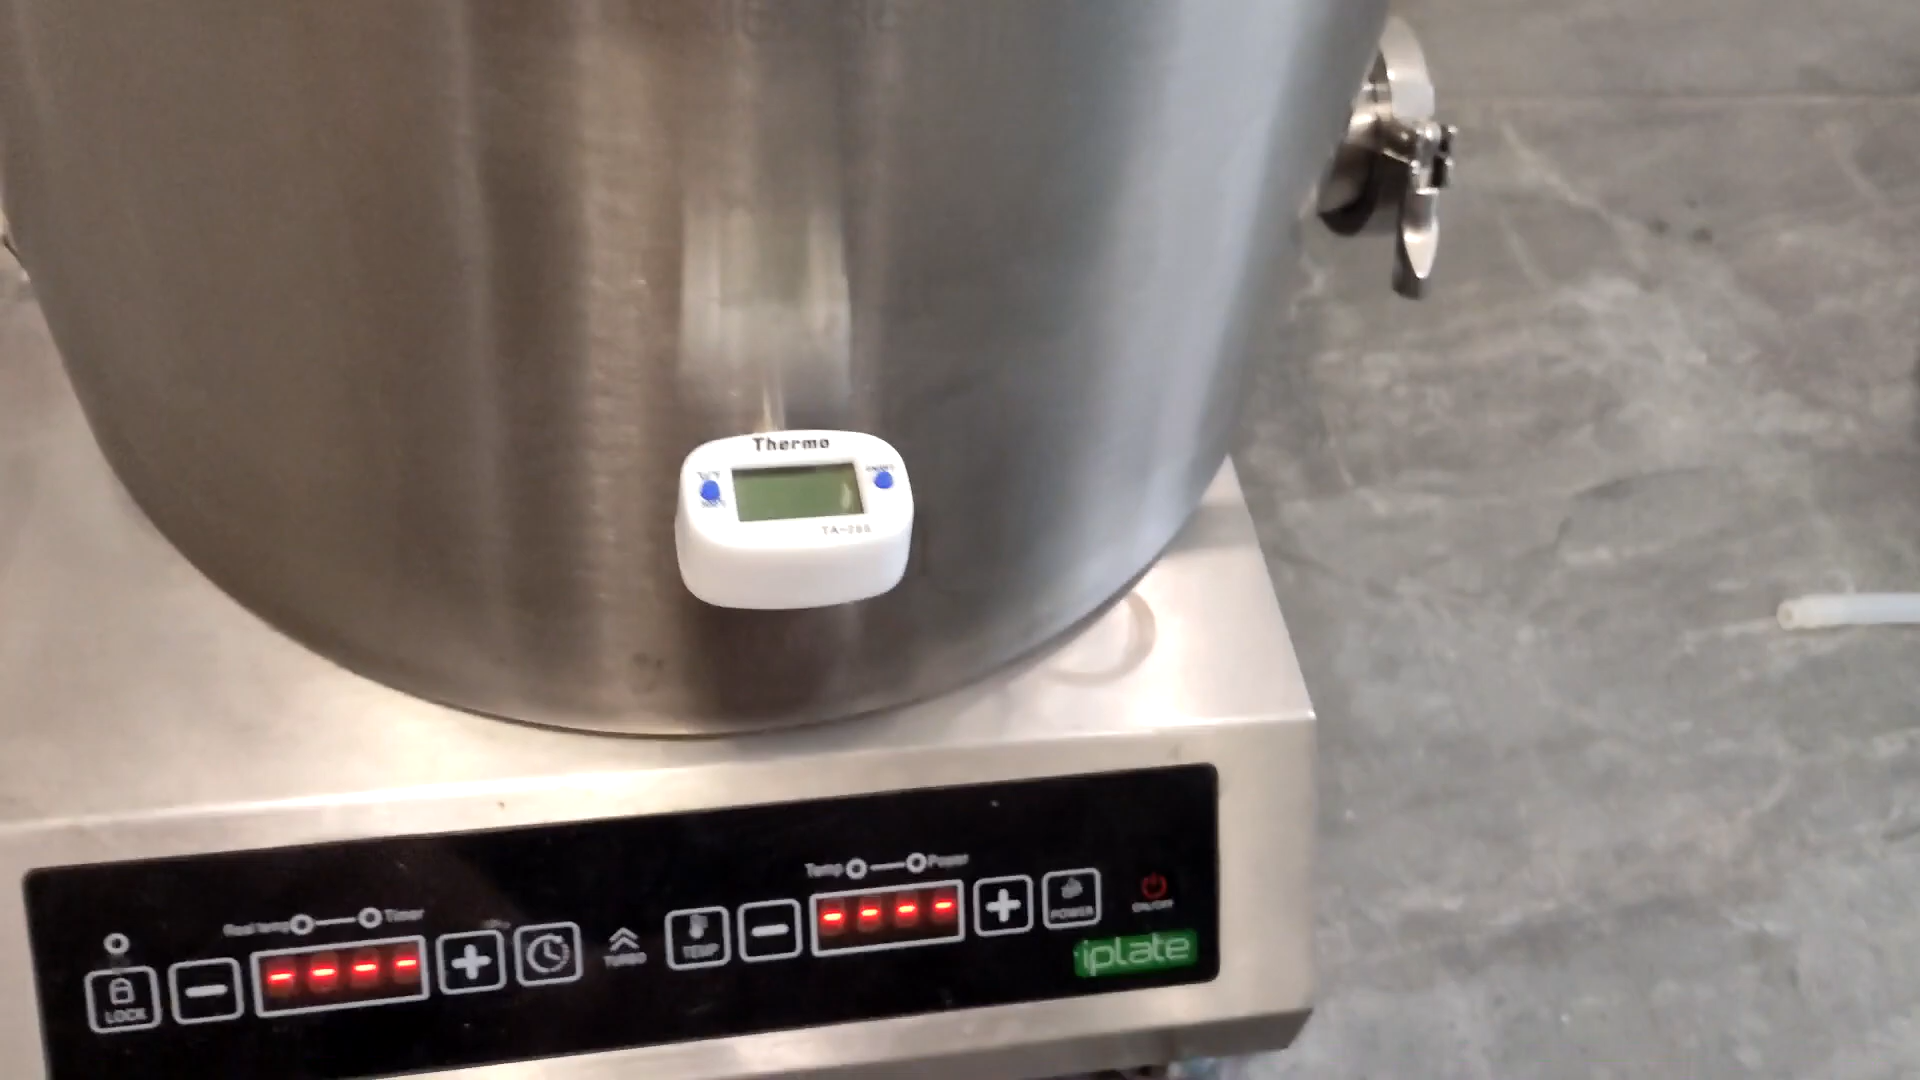 Thermo
TA-288
Real temp
Timer
LOCK
TURBO
Temp
Power
TEMP
POWER
ON/OFF
iplate